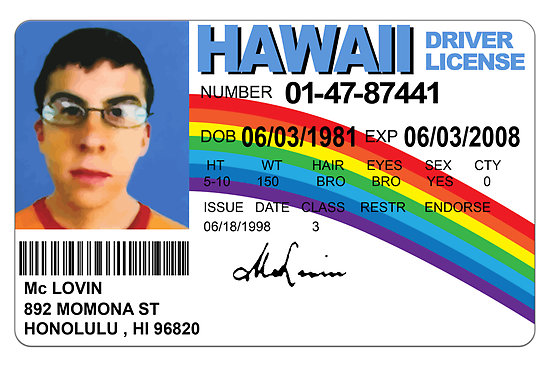 HAWAII DRIVER LICENSE
NUMBER 01-47-87441
DOB 06/03/1981 EXP 06/03/2008
HT WT HAIR EYES SEX CTY
5-10 150 BRO BRO YES 0
ISSUE DATE CLASS RESTR ENDORSE
06/18/1998 3
McLovin
Mc LOVIN
892 MOMONA ST
HONOLULU , HI 96820